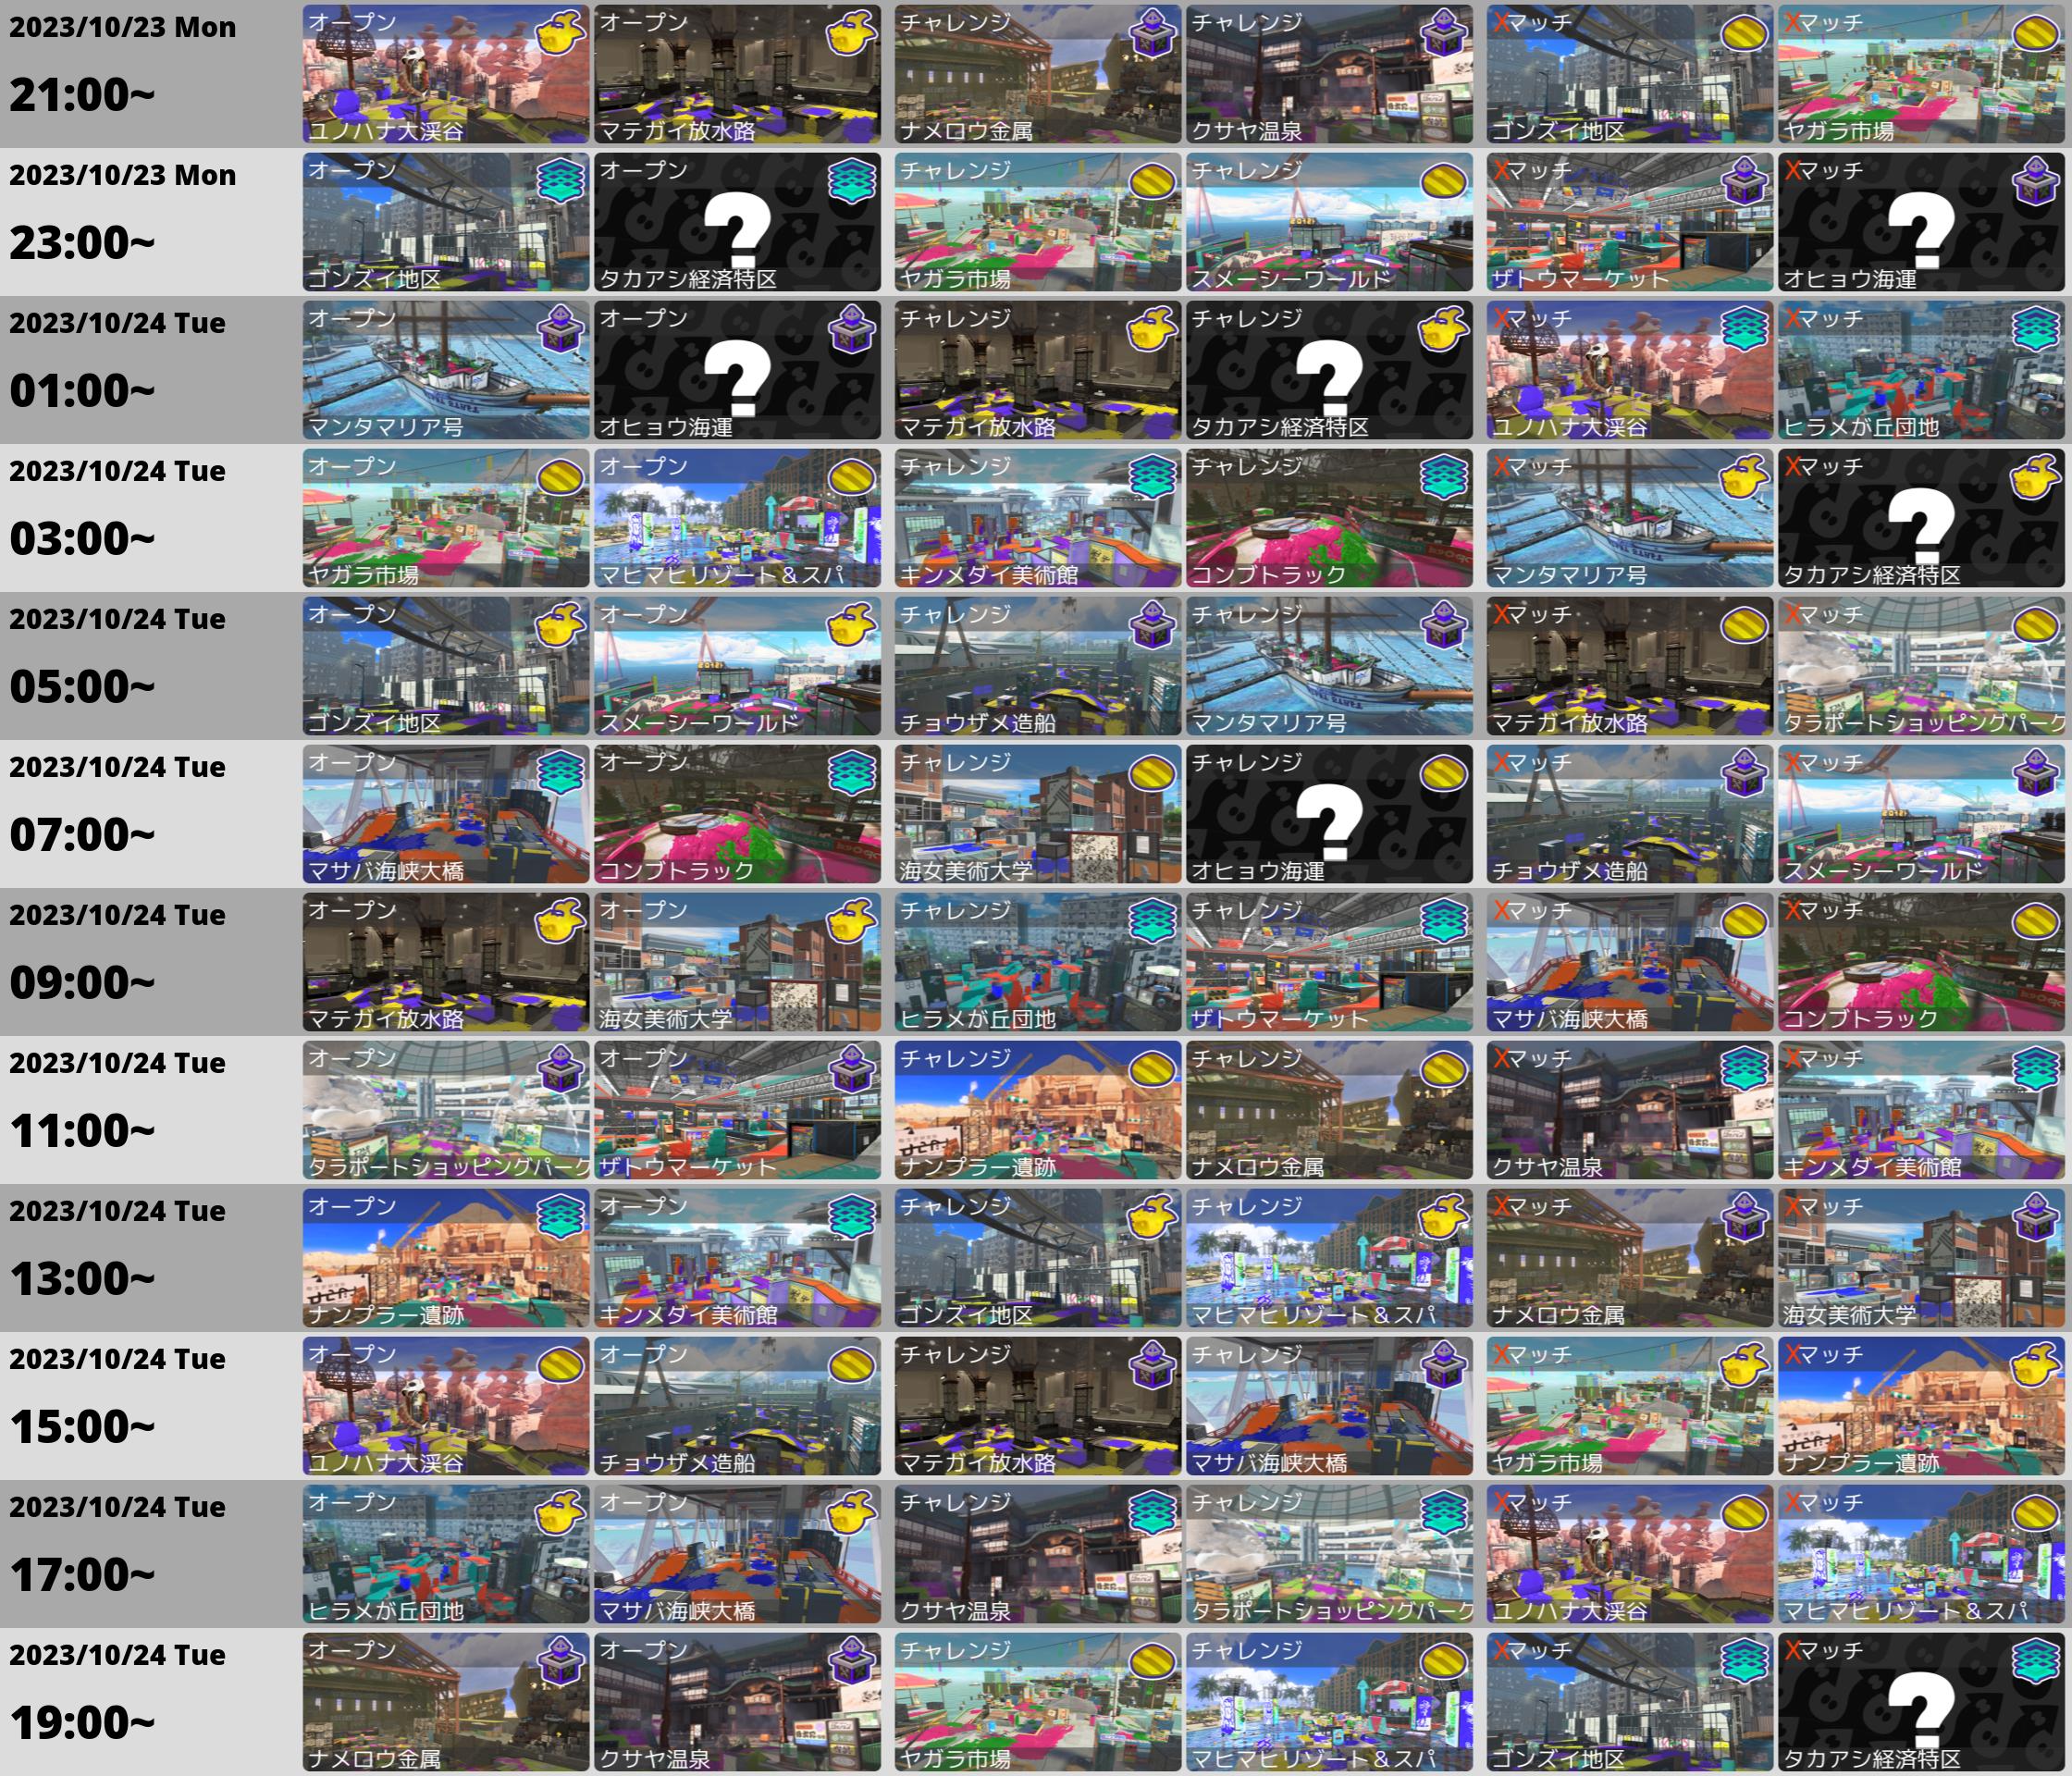 2023/10/23 Mon
21:00~
オープン オープン チャレンジ チャレンジ Xマッチ Xマッチ
ユノハナ大渓谷 マテガイ放水路 ナメロウ金属 クサヤ温泉 ゴンズイ地区 ヤガラ市場
2023/10/23 Mon
23:00~
オープン オープン チャレンジ チャレンジ Xマッチ Xマッチ
?
?
ゴンズイ地区 タカアシ経済特区 ヤガラ市場 スメーシーワールド ザトウマーケット オヒョウ海運
2023/10/24 Tue
01:00~
オープン オープン チャレンジ チャレンジ Xマッチ Xマッチ
?
?
マンタマリア号 オヒョウ海運 マテガイ放水路 タカアシ経済特区 ユノハナ大渓谷 ヒラメが丘団地
2023/10/24 Tue
03:00~
オープン オープン チャレンジ チャレンジ Xマッチ Xマッチ
?
ヤガラ市場 マヒマヒリゾート＆スパ キンメダイ美術館 コンブトラック マンタマリア号 タカアシ経済特区
2023/10/24 Tue
05:00~
オープン オープン チャレンジ チャレンジ Xマッチ Xマッチ
ゴンズイ地区 スメーシーワールド チョウザメ造船 マンタマリア号 マテガイ放水路 タラポートショッピングパーク
2023/10/24 Tue
07:00~
オープン オープン チャレンジ チャレンジ Xマッチ Xマッチ
?
マサバ海峡大橋 コンブトラック 海女美術大学 オヒョウ海運 チョウザメ造船 スメーシーワールド
2023/10/24 Tue
09:00~
オープン オープン チャレンジ チャレンジ Xマッチ Xマッチ
マテガイ放水路 海女美術大学 ヒラメが丘団地 ザトウマーケット マサバ海峡大橋 コンブトラック
2023/10/24 Tue
11:00~
オープン オープン チャレンジ チャレンジ Xマッチ Xマッチ
タラポートショッピングパーク ザトウマーケット ナンプラー遺跡 ナメロウ金属 クサヤ温泉 キンメダイ美術館
2023/10/24 Tue
13:00~
オープン オープン チャレンジ チャレンジ Xマッチ Xマッチ
ナンプラー遺跡 キンメダイ美術館 ゴンズイ地区 マヒマヒリゾート＆スパ ナメロウ金属 海女美術大学
2023/10/24 Tue
15:00~
オープン オープン チャレンジ チャレンジ Xマッチ Xマッチ
ユノハナ大渓谷 チョウザメ造船 マテガイ放水路 マサバ海峡大橋 ヤガラ市場 ナンプラー遺跡
2023/10/24 Tue
17:00~
オープン オープン チャレンジ チャレンジ Xマッチ Xマッチ
ヒラメが丘団地 マサバ海峡大橋 クサヤ温泉 タラポートショッピングパーク ユノハナ大渓谷 マヒマヒリゾート＆スパ
2023/10/24 Tue
19:00~
オープン オープン チャレンジ チャレンジ Xマッチ Xマッチ
?
ナメロウ金属 クサヤ温泉 ヤガラ市場 マヒマヒリゾート＆スパ ゴンズイ地区 タカアシ経済特区